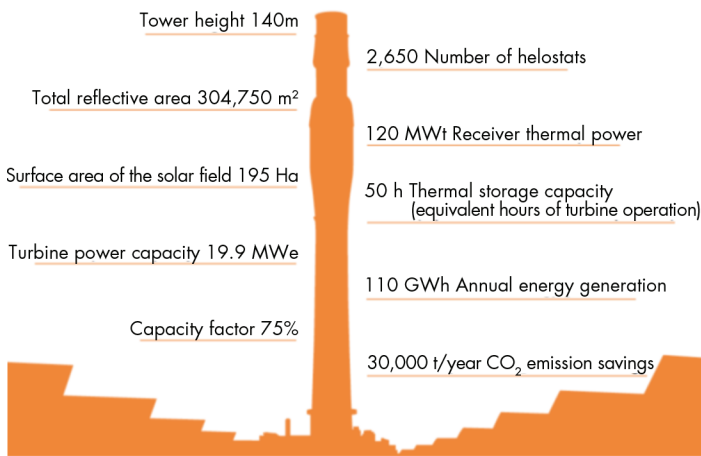 Tower height 140m
2,650 Number of helostats
Total reflective area 304,750 m²
120 MWt Receiver thermal power
Surface area of the solar field 195 Ha
50 h Thermal storage capacity
(equivalent hours of turbine operation)
Turbine power capacity 19.9 MWe
110 GWh Annual energy generation
Capacity factor 75%
30,000 t/year CO₂ emission savings